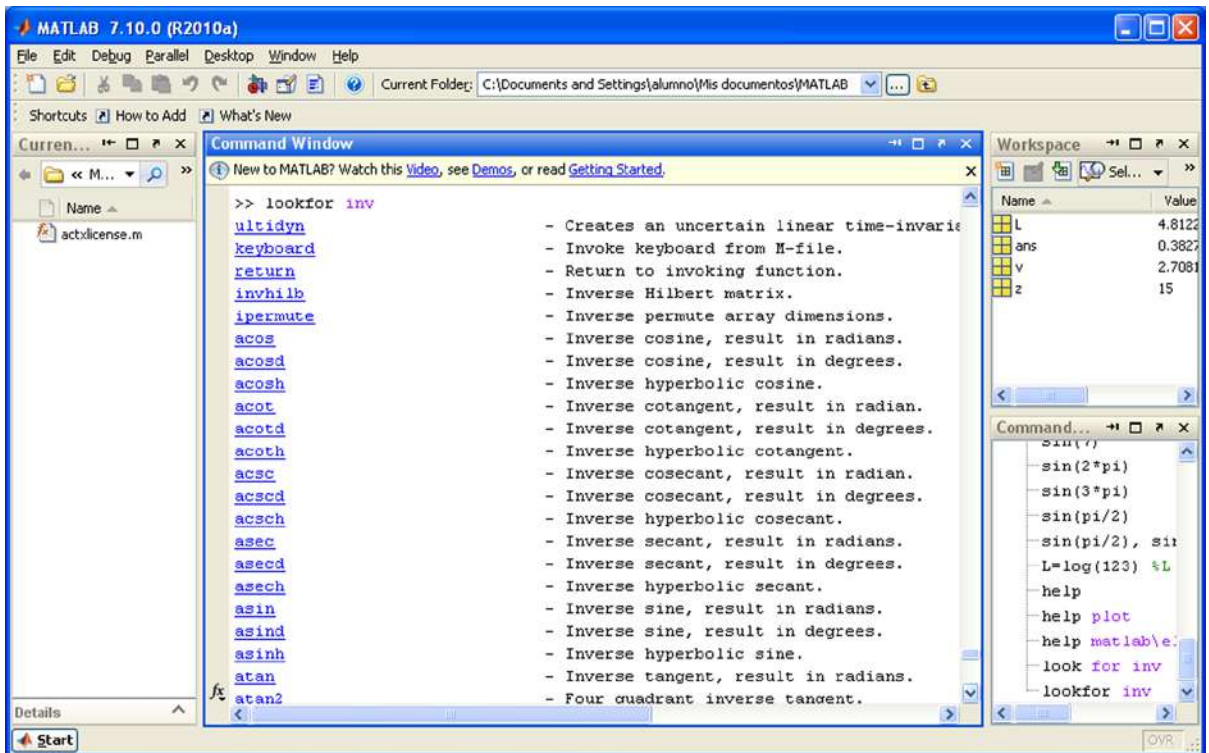 MATLAB 7.10.0 (R2010a)
File Edit Debug Parallel Desktop Window Help
Current Folder: C:\Documents and Settings\alumno\Mis documentos\MATLAB
Shortcuts How to Add What's New
Curren...
« M...
Name
actxlicense.m
Details
Command Window
New to MATLAB? Watch this Video, see Demos, or read Getting Started.
>> lookfor inv
ultidyn - Creates an uncertain linear time-invaria
keyboard - Invoke keyboard from M-file.
return - Return to invoking function.
invhilb - Inverse Hilbert matrix.
ipermute - Inverse permute array dimensions.
acos - Inverse cosine, result in radians.
acosd - Inverse cosine, result in degrees.
acosh - Inverse hyperbolic cosine.
acot - Inverse cotangent, result in radian.
acotd - Inverse cotangent, result in degrees.
acoth - Inverse hyperbolic cotangent.
acsc - Inverse cosecant, result in radian.
acscd - Inverse cosecant, result in degrees.
acsch - Inverse hyperbolic cosecant.
asec - Inverse secant, result in radians.
asecd - Inverse secant, result in degrees.
asech - Inverse hyperbolic secant.
asin - Inverse sine, result in radians.
asind - Inverse sine, result in degrees.
asinh - Inverse hyperbolic sine.
atan - Inverse tangent, result in radians.
atan2 - Four quadrant inverse tangent.
fx
Workspace
Sel...
Name Value
L 4.8122
ans 0.3827
v 2.7081
z 15
Command...
sin(7)
sin(2*pi)
sin(3*pi)
sin(pi/2)
sin(pi/2), sin
L=log(123) %L
help
help plot
help matlab\el
look for inv
lookfor inv
Start
OVR